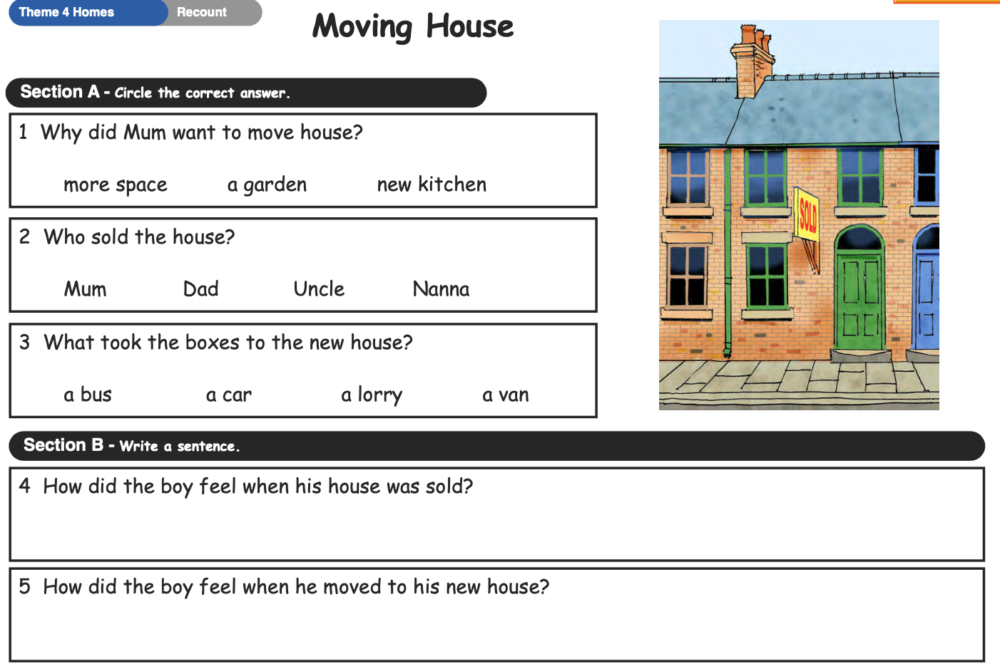 Theme 4 Homes Recount
Moving House
Section A - Circle the correct answer.
1 Why did Mum want to move house?
more space a garden new kitchen
2 Who sold the house?
Mum Dad Uncle Nanna
3 What took the boxes to the new house?
a bus a car a lorry a van
SOLD
Section B - Write a sentence.
4 How did the boy feel when his house was sold?
5 How did the boy feel when he moved to his new house?